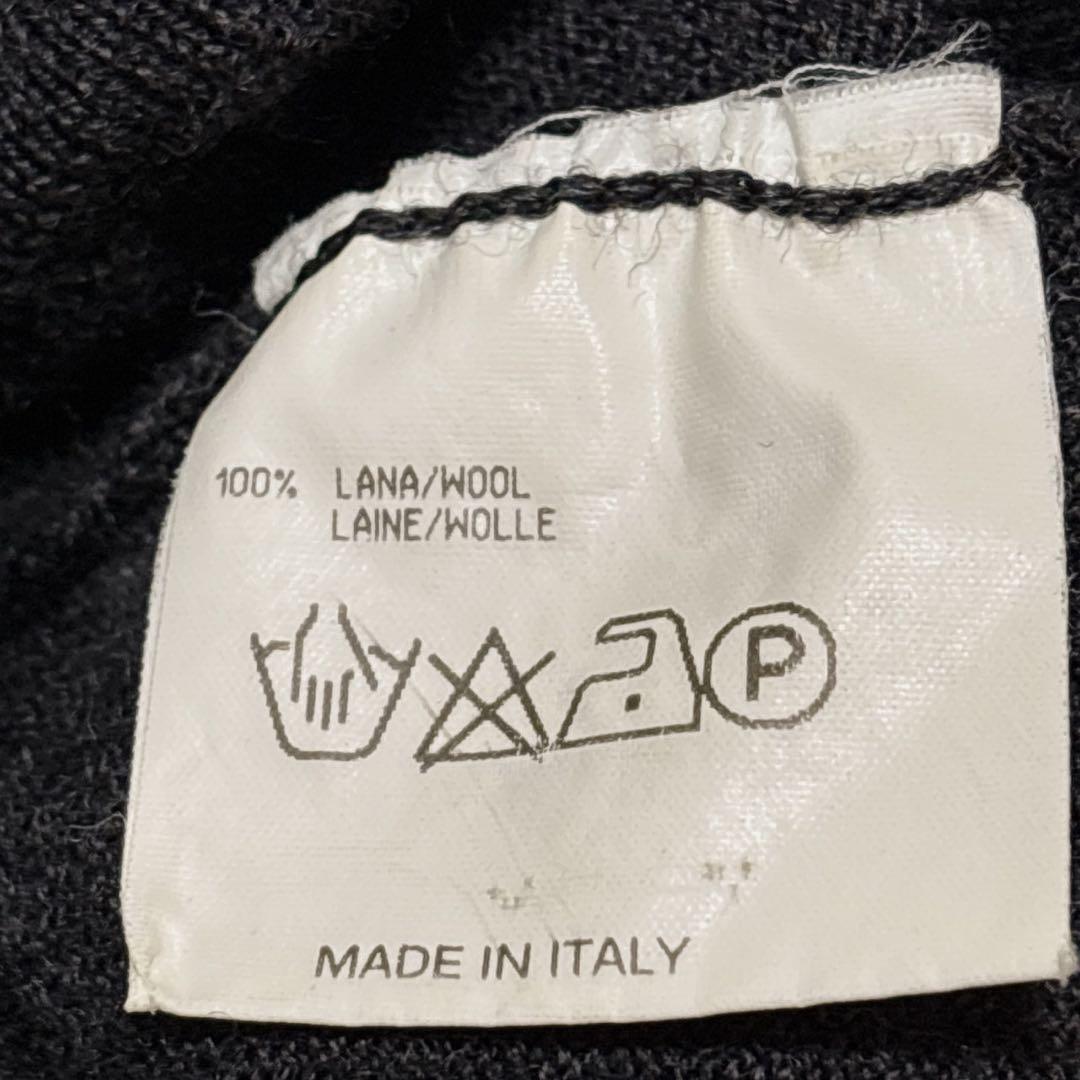 100% LANA/WOOL
LAINE/WOLLE
P
MADE IN ITALY